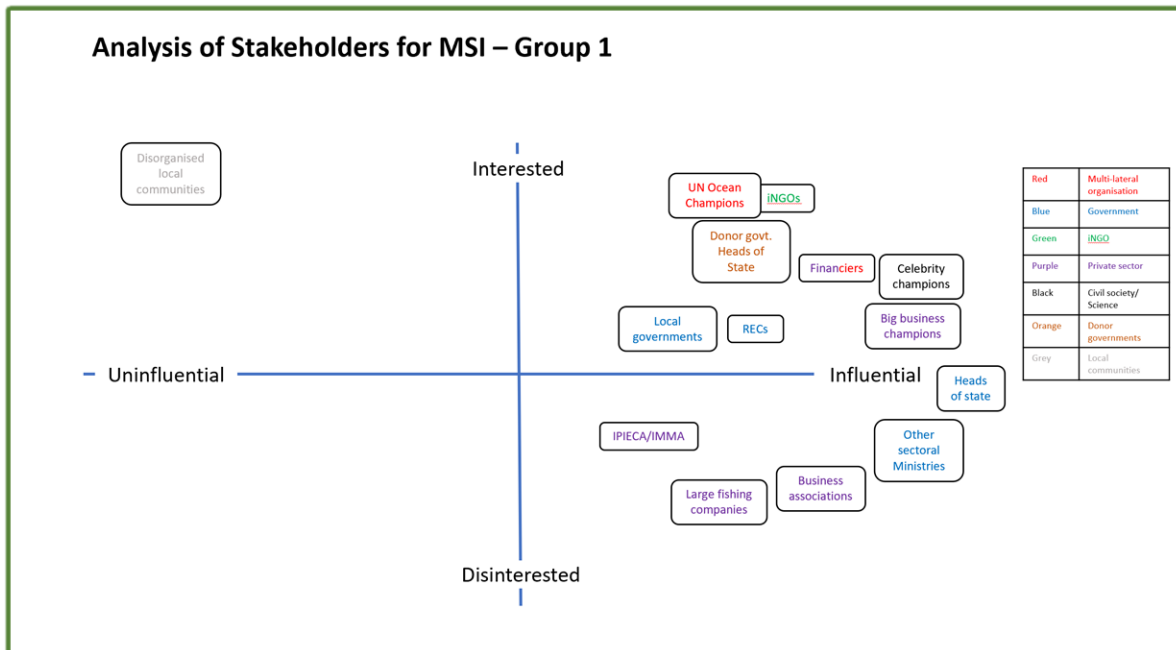 Analysis of Stakeholders for MSI – Group 1
Disorganised
local
communities
Interested
UN Ocean
Champions
iNGOs
Donor govt.
Heads of
State
Financiers
Celebrity
champions
Local
governments
RECs
Big business
champions
Uninfluential
Influential
Heads
of state
IPIECA/IMMA
Other
sectoral
Ministries
Large fishing
companies
Business
associations
Disinterested
Red Multi-lateral
organisation
Blue Government
Green iNGO
Purple Private sector
Black Civil society/
Science
Orange Donor
governments
Grey Local
communities